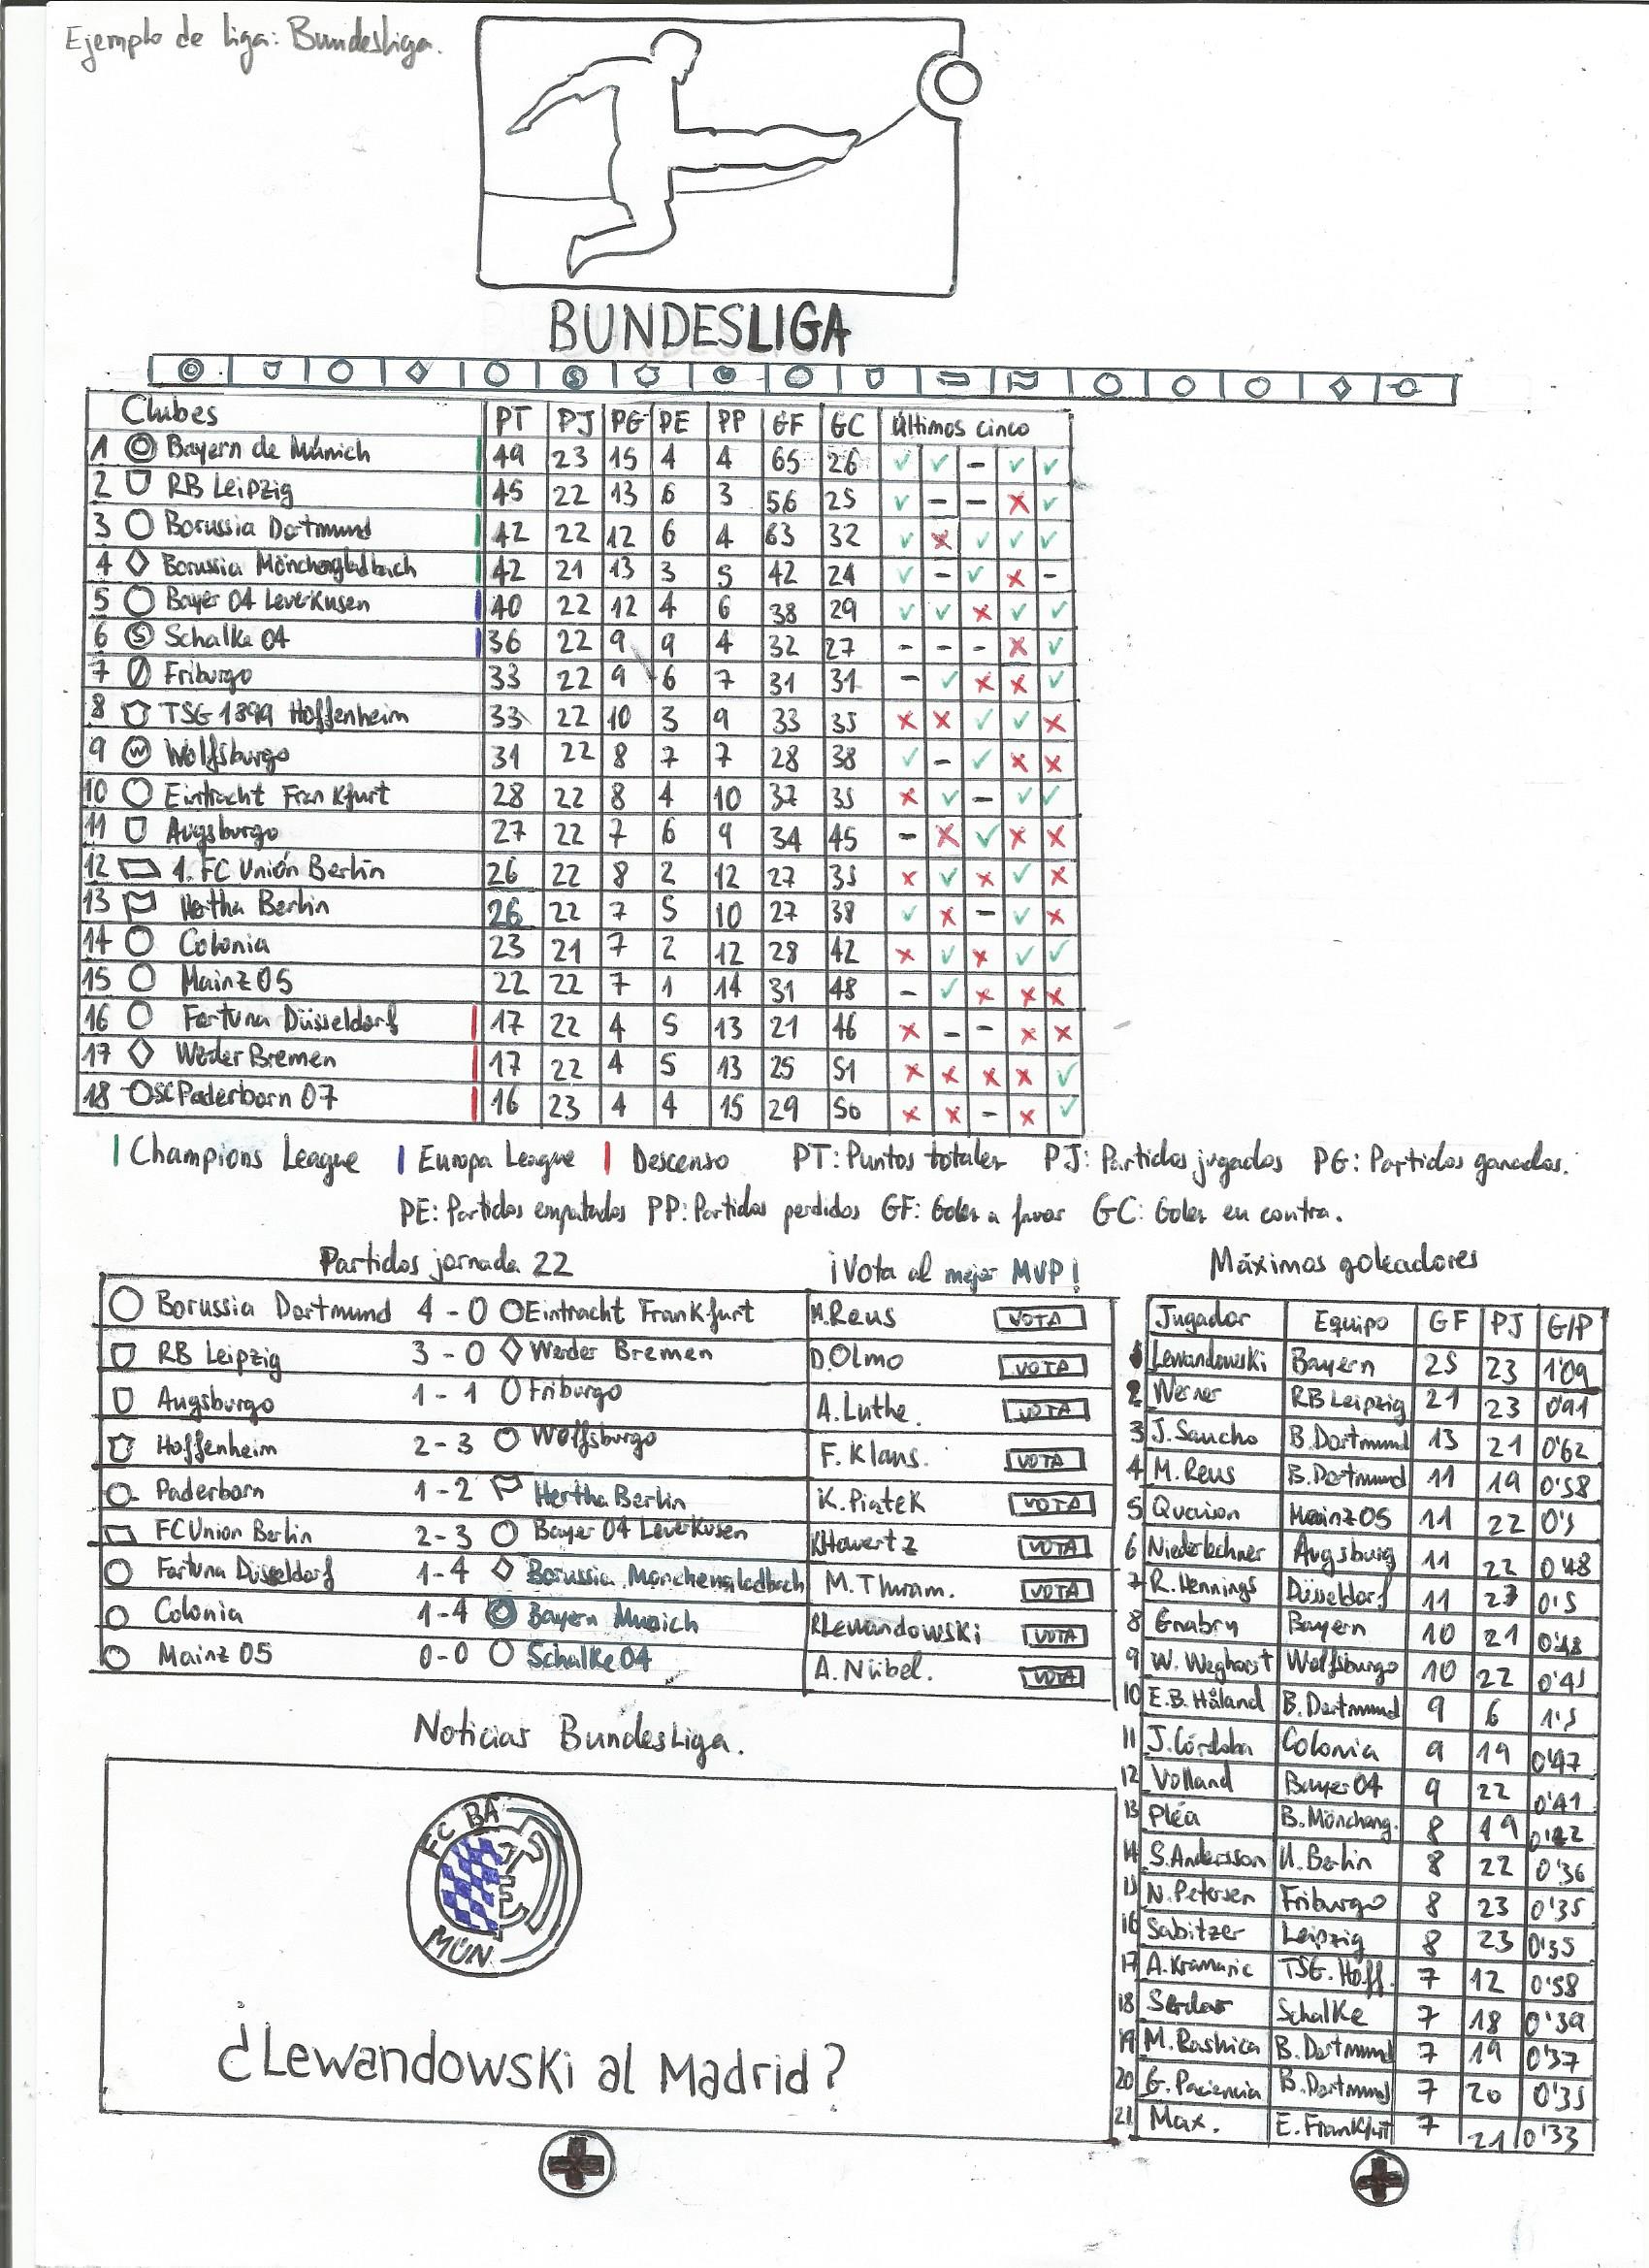 Ejemplo de liga: Bundesliga.
BUNDESLIGA
Clubes PT PJ PG PE PP GF GC Últimos cinco
1 Bayern de Múnich 49 23 15 4 4 65 26 ✓ ✓ - ✓ ✓
2 RB Leipzig 45 22 13 6 3 56 25 ✓ - - x ✓
3 Borussia Dortmund 42 22 12 6 4 63 32 ✓ x ✓ ✓ ✓
4 Borussia Mönchengladbach 42 21 13 3 5 42 24 ✓ - ✓ x -
5 Bayer 04 Leverkusen 40 22 12 4 6 38 29 ✓ ✓ x ✓ ✓
6 S Schalke 04 36 22 9 9 4 32 27 - - - x ✓
7 Friburgo 33 22 9 6 7 31 31 - ✓ x x ✓
8 TSG 1899 Hoffenheim 33 22 10 3 9 33 35 x x ✓ ✓ x
9 W Wolfsburgo 31 22 8 7 7 28 38 ✓ - ✓ x x
10 Eintracht Frankfurt 28 22 8 4 10 37 35 x ✓ - ✓ ✓
11 Augsburgo 27 22 7 6 9 34 45 - x ✓ x x
12 1. FC Unión Berlin 26 22 8 2 12 27 35 x ✓ x ✓ x
13 Hertha Berlin 26 22 7 5 10 27 38 ✓ x - ✓ x
14 Colonia 23 21 7 2 12 28 42 x ✓ x ✓ ✓
15 Mainz 05 22 22 7 1 14 31 48 - ✓ x x x
16 Fortuna Düsseldorf 17 22 4 5 13 21 46 x - - x x
17 Werder Bremen 17 22 4 5 13 25 51 x x x x ✓
18 SC Paderborn 07 16 23 4 4 15 29 50 x x - x ✓
Champions League Europa League Descenso PT: Puntos totales PJ: Partidos jugados PG: Partidos ganados.
PE: Partidos empatados PP: Partidos perdidos GF: Goles a favor GC: Goles en contra.
Partidos jornada 22 ¡Vota al mejor MVP!
Borussia Dortmund 4-0 Eintracht Frankfurt M.Reus VOTA
RB Leipzig 3-0 Werder Bremen D.Olmo VOTA
Augsburgo 1-1 Friburgo A.Luthe. VOTA
Hoffenheim 2-3 Wolfsburgo F. Klaus. VOTA
Paderborn 1-2 Hertha Berlin K.Piątek VOTA
FC Union Berlin 2-3 Bayer 04 Leverkusen K.Havertz VOTA
Fortuna Düsseldorf 1-4 Borussia Monchengladbach M.Thuram. VOTA
Colonia 1-4 Bayern Munich R.Lewandowski VOTA
Mainz 05 0-0 Schalke 04 A. Nübel. VOTA
Máximos goleadores
Jugador Equipo GF PJ G/P
1 Lewandowski Bayern 25 23 1'09
2 Werner RB Leipzig 21 23 0'91
3 J. Sancho B.Dortmund 13 21 0'62
4 M. Reus B.Dortmund 11 19 0'58
5 Quaison Mainz 05 11 22 0'5
6 Niederlechner Augsburg 11 22 0'48
7 R. Hennings Düsseldorf 11 22 0'5
8 Gnabry Bayern 10 21 0'48
9 W. Weghorst Wolfsburgo 10 22 0'45
10 E.B. Håland B.Dortmund 9 6 1'5
11 J. Córdoba Colonia 9 19 0'47
12 Volland Bayer 04 9 22 0'41
13 Pléa B. Möncheng. 8 19 0'42
14 S.Andersson U. Berlin 8 22 0'36
15 N. Petersen Friburgo 8 23 0'35
16 Sabitzer Leipzig 8 23 0'35
17 A.Kramaric TSG. Hoff. 7 12 0'58
18 Serdar Schalke 7 18 0'39
19 M. Rashica B. Dortmund 7 19 0'37
20 G. Paciencia B.Dortmund 7 20 0'35
21 Max. E. Frankfurt 7 21 0'33
Noticias BundesLiga.
FC BA
MÜN
¿Lewandowski al Madrid?